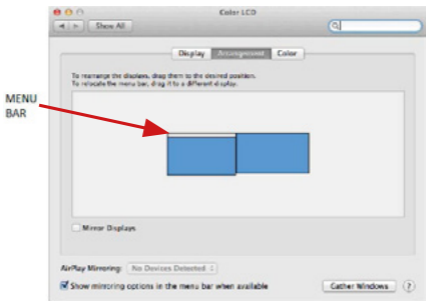 Color LCD
Show All
Display Arrangement Color
To rearrange the displays, drag them to the desired position.
To relocate the menu bar, drag it to a different display.
MENU
BAR
Mirror Displays
AirPlay Mirroring: No Devices Detected
Show mirroring options in the menu bar when available
Gather Windows ?